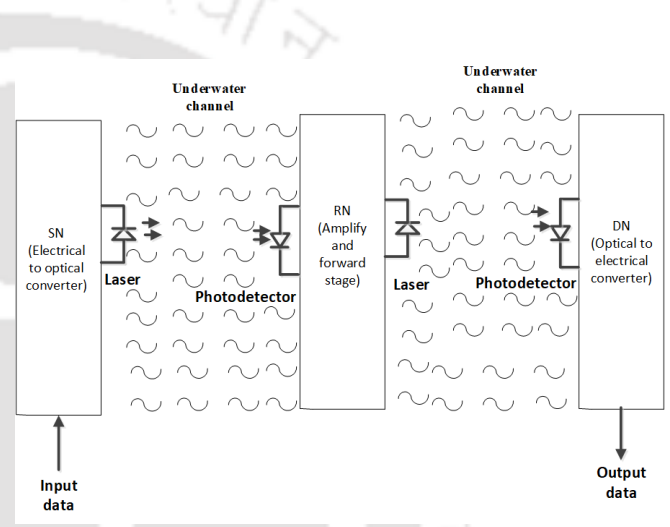 Underwater
channel
Underwater
channel
SN
(Electrical
to optical
converter)
Laser
Photodetector
RN
(Amplify
and
forward
stage)
Laser
Photodetector
DN
(Optical to
electrical
converter)
Input
data
Output
data